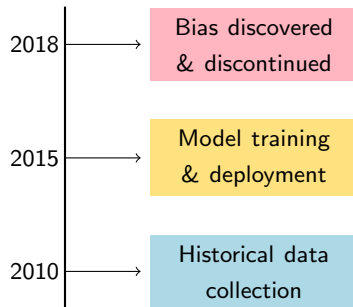 2018
Bias discovered
& discontinued
2015
Model training
& deployment
2010
Historical data
collection